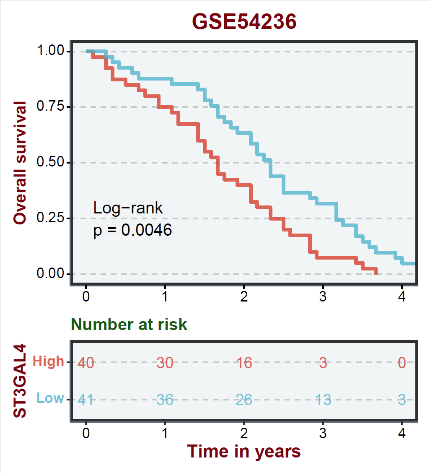 GSE54236
Overall survival
1.00
0.75
0.50
0.25
0.00
Log-rank
p = 0.0046
0 1 2 3 4
Number at risk
ST3GAL4
High 40 30 16 3 0
Low 41 36 26 13 3
0 1 2 3 4
Time in years